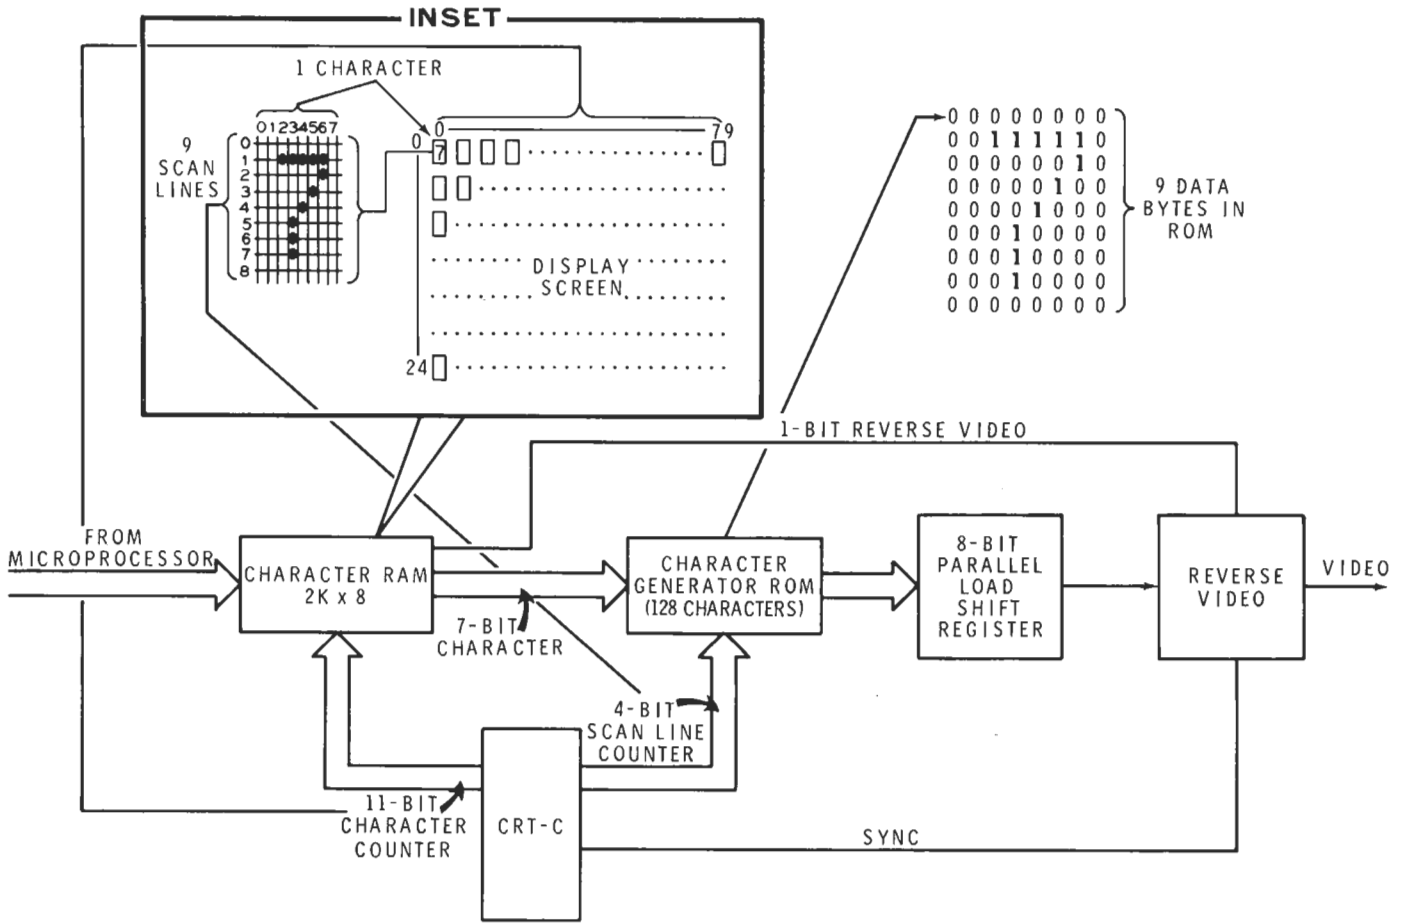 INSET
1 CHARACTER
01234567
9
SCAN
LINES
0
1
2
3
4
5
6
7
8
0
79
0
7
DISPLAY
SCREEN
24
0 0 0 0 0 0 0 0
0 0 1 1 1 1 1 0
0 0 0 0 0 0 1 0
0 0 0 0 0 1 0 0
0 0 0 0 1 0 0 0
0 0 0 1 0 0 0 0
0 0 0 1 0 0 0 0
0 0 0 1 0 0 0 0
0 0 0 0 0 0 0 0
9 DATA
BYTES IN
ROM
1-BIT REVERSE VIDEO
FROM
MICROPROCESSOR
CHARACTER RAM
2K x 8
7-BIT
CHARACTER
CHARACTER
GENERATOR ROM
(128 CHARACTERS)
8-BIT
PARALLEL
LOAD
SHIFT
REGISTER
REVERSE
VIDEO
VIDEO
4-BIT
SCAN LINE
COUNTER
11-BIT
CHARACTER
COUNTER
CRT-C
SYNC